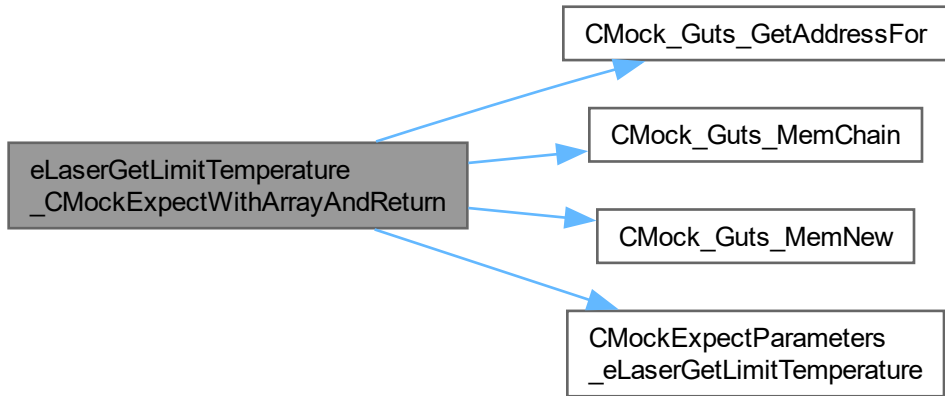 eLaserGetLimitTemperature
_CMockExpectWithArrayAndReturn
CMock_Guts_GetAddressFor
CMock_Guts_MemChain
CMock_Guts_MemNew
CMockExpectParameters
_eLaserGetLimitTemperature